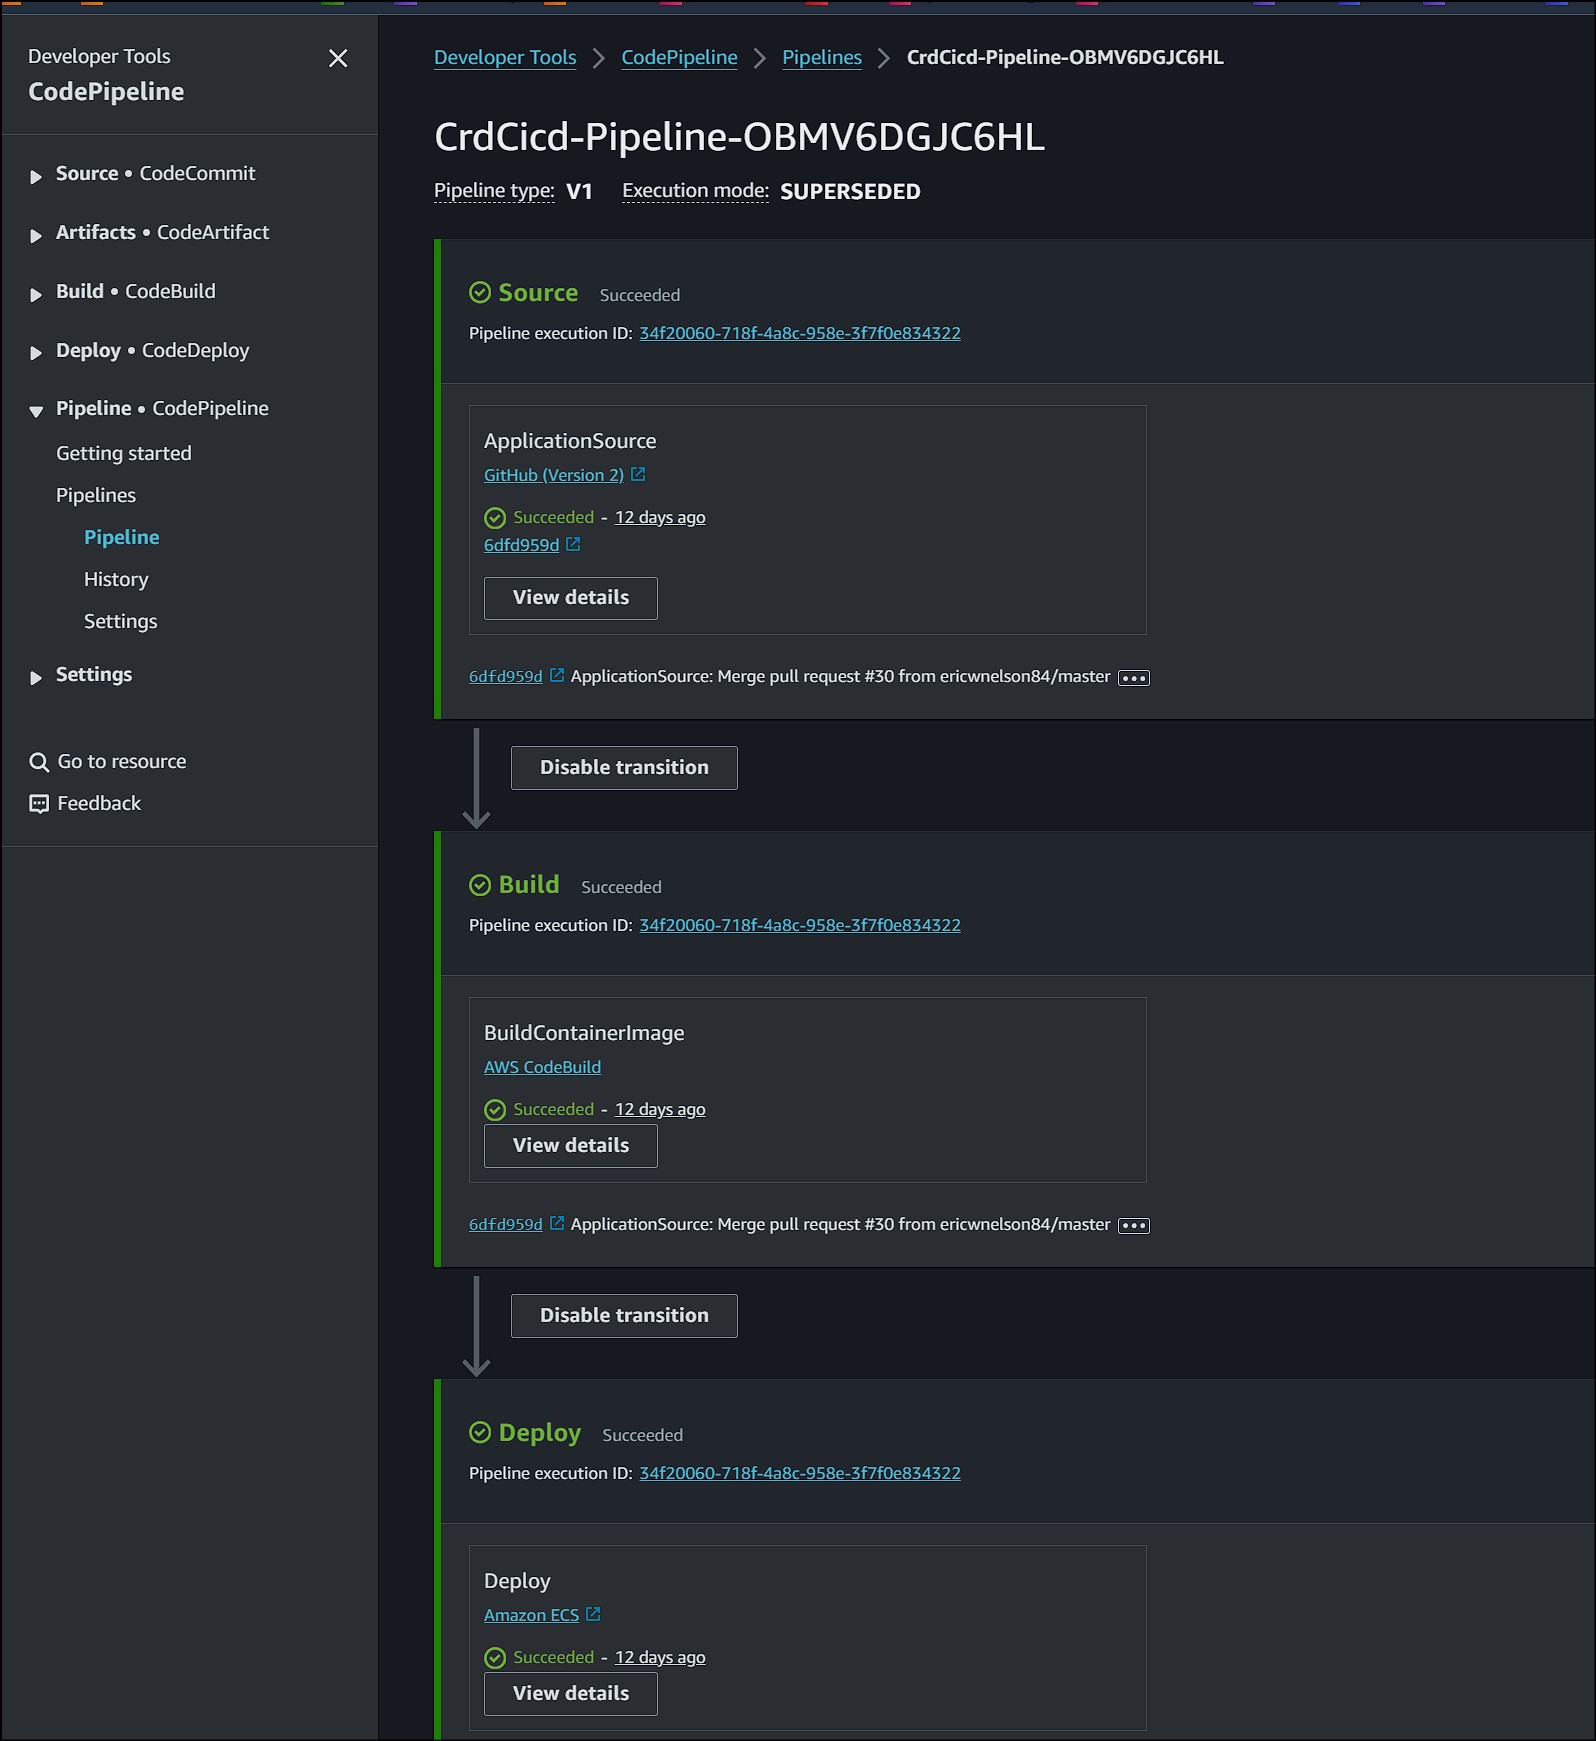 Developer Tools
CodePipeline
Source • CodeCommit
Artifacts • CodeArtifact
Build • CodeBuild
Deploy • CodeDeploy
Pipeline • CodePipeline
Getting started
Pipelines
Pipeline
History
Settings
Settings
Go to resource
Feedback
Developer Tools > CodePipeline > Pipelines > CrdCicd-Pipeline-OBMV6DGJC6HL
CrdCicd-Pipeline-OBMV6DGJC6HL
Pipeline type: V1 Execution mode: SUPERSEDED
Source Succeeded
Pipeline execution ID: 34f20060-718f-4a8c-958e-3f7f0e834322
ApplicationSource
GitHub (Version 2)
Succeeded - 12 days ago
6dfd959d
View details
6dfd959d ApplicationSource: Merge pull request #30 from ericwnelson84/master
Disable transition
Build Succeeded
Pipeline execution ID: 34f20060-718f-4a8c-958e-3f7f0e834322
BuildContainerImage
AWS CodeBuild
Succeeded - 12 days ago
View details
6dfd959d ApplicationSource: Merge pull request #30 from ericwnelson84/master
Disable transition
Deploy Succeeded
Pipeline execution ID: 34f20060-718f-4a8c-958e-3f7f0e834322
Deploy
Amazon ECS
Succeeded - 12 days ago
View details